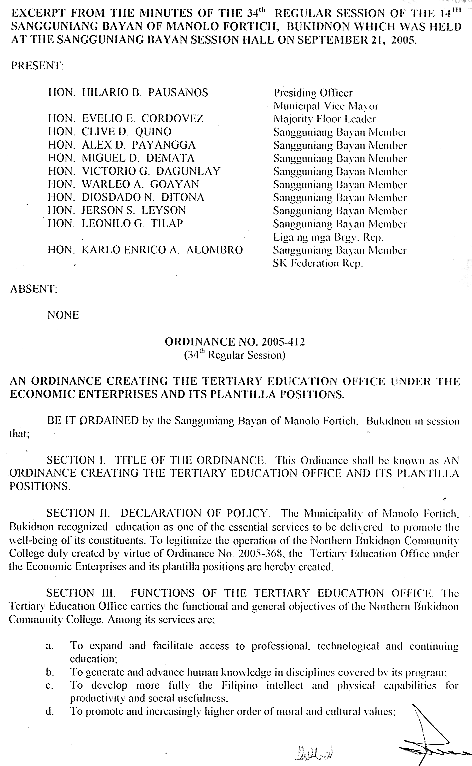 EXCERPT FROM THE MINUTES OF THE 34th REGULAR SESSION OF THE 14TH
SANGGUNIANG BAYAN OF MANOLO FORTICH, BUKIDNON WHICH WAS HELD
AT THE SANGGUNIANG BAYAN SESSION HALL ON SEPTEMBER 21, 2005.
PRESENT:
HON. HILARIO B. PAUSANOS Presiding Officer
Municipal Vice Mayor
HON. EVELIO E. CORDOVEZ Majority Floor Leader
HON. CLIVE D. QUINO Sangguniang Bayan Member
HON. ALEX D. PAYANGGA Sangguniang Bayan Member
HON. MIGUEL D. DEMATA Sangguniang Bayan Member
HON. VICTORIO G. DAGUNLAY Sangguniang Bayan Member
HON. WARLEO A. GOAYAN Sangguniang Bayan Member
HON. DIOSDADO N. DITONA Sangguniang Bayan Member
HON. JERSON S. LEYSON Sangguniang Bayan Member
HON. LEONILO G. TILAP Sangguniang Bayan Member
Liga ng mga Brgy. Rep.
HON. KARLO ENRICO A. ALOMBRO Sangguniang Bayan Member
SK Federation Rep.
ABSENT:
NONE
ORDINANCE NO. 2005-412
(34th Regular Session)
AN ORDINANCE CREATING THE TERTIARY EDUCATION OFFICE UNDER THE
ECONOMIC ENTERPRISES AND ITS PLANTILLA POSITIONS.
BE IT ORDAINED by the Sangguniang Bayan of Manolo Fortich, Bukidnon in session
that;
SECTION I. TITLE OF THE ORDINANCE. This Ordinance shall be known as AN
ORDINANCE CREATING THE TERTIARY EDUCATION OFFICE AND ITS PLANTILLA
POSITIONS.
SECTION II. DECLARATION OF POLICY. The Municipality of Manolo Fortich,
Bukidnon recognized education as one of the essential services to be delivered to promote the
well-being of its constituents. To legitimize the operation of the Northern Bukidnon Community
College duly created by virtue of Ordinance No. 2005-368, the Tertiary Education Office under
the Economic Enterprises and its plantilla positions are hereby created.
SECTION III. FUNCTIONS OF THE TERTIARY EDUCATION OFFICE. The
Tertiary Education Office carries the functional and general objectives of the Northern Bukidnon
Community College. Among its services are:
a. To expand and facilitate access to professional, technological and continuing
education;
b. To generate and advance human knowledge in disciplines covered by its program;
c. To develop more fully the Filipino intellect and physical capabilities for
productivity and social usefulness.
d. To promote and increasingly higher order of moral and cultural values;